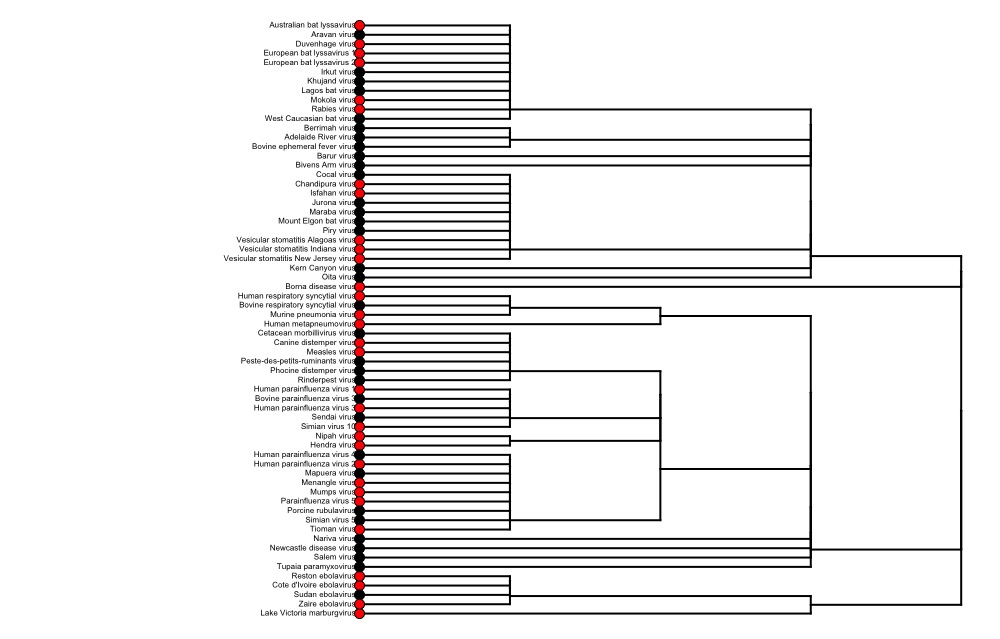 Australian bat lyssavirus
Aravan virus
Duvenhage virus
European bat lyssavirus 1
European bat lyssavirus 2
Irkut virus
Khujand virus
Lagos bat virus
Mokola virus
Rabies virus
West Caucasian bat virus
Berrimah virus
Adelaide River virus
Bovine ephemeral fever virus
Barur virus
Bivens Arm virus
Cocal virus
Chandipura virus
Isfahan virus
Jurona virus
Maraba virus
Mount Elgon bat virus
Piry virus
Vesicular stomatitis Alagoas virus
Vesicular stomatitis Indiana virus
Vesicular stomatitis New Jersey virus
Kern Canyon virus
Oita virus
Borna disease virus
Human respiratory syncytial virus
Bovine respiratory syncytial virus
Murine pneumonia virus
Human metapneumovirus
Cetacean morbillivirus virus
Canine distemper virus
Measles virus
Peste-des-petits-ruminants virus
Phocine distemper virus
Rinderpest virus
Human parainfluenza virus 1
Bovine parainfluenza virus 3
Human parainfluenza virus 3
Sendai virus
Simian virus 10
Nipah virus
Hendra virus
Human parainfluenza virus 4
Human parainfluenza virus 2
Mapuera virus
Menangle virus
Mumps virus
Parainfluenza virus 5
Porcine rubulavirus
Simian virus 5
Tioman virus
Nariva virus
Newcastle disease virus
Salem virus
Tupaia paramyxovirus
Reston ebolavirus
Cote d'Ivoire ebolavirus
Sudan ebolavirus
Zaire ebolavirus
Lake Victoria marburgvirus